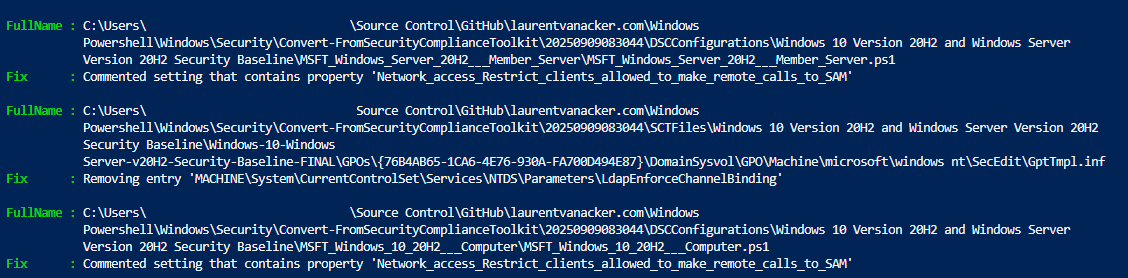 FullName : C:\Users\ \Source Control\GitHub\laurentvanacker.com\Windows
Powershell\Windows\Security\Convert-FromSecurityComplianceToolkit\20250909083044\DSCConfigurations\Windows 10 Version 20H2 and Windows Server
Version 20H2 Security Baseline\MSFT_Windows_Server_20H2___Member_Server\MSFT_Windows_Server_20H2___Member_Server.ps1
Fix : Commented setting that contains property 'Network_access_Restrict_clients_allowed_to_make_remote_calls_to_SAM'
FullName : C:\Users\ Source Control\GitHub\laurentvanacker.com\Windows
Powershell\Windows\Security\Convert-FromSecurityComplianceToolkit\20250909083044\SCTFiles\Windows 10 Version 20H2 and Windows Server Version 20H2
Security Baseline\Windows-10-Windows
Server-v20H2-Security-Baseline-FINAL\GPOs\{76B4AB65-1CA6-4E76-930A-FA700D494E87}\DomainSysvol\GPO\Machine\microsoft\windows nt\SecEdit\GptTmpl.inf
Fix : Removing entry 'MACHINE\System\CurrentControlSet\Services\NTDS\Parameters\LdapEnforceChannelBinding'
FullName : C:\Users\ \Source Control\GitHub\laurentvanacker.com\Windows
Powershell\Windows\Security\Convert-FromSecurityComplianceToolkit\20250909083044\DSCConfigurations\Windows 10 Version 20H2 and Windows Server
Version 20H2 Security Baseline\MSFT_Windows_10_20H2___Computer\MSFT_Windows_10_20H2___Computer.ps1
Fix : Commented setting that contains property 'Network_access_Restrict_clients_allowed_to_make_remote_calls_to_SAM'